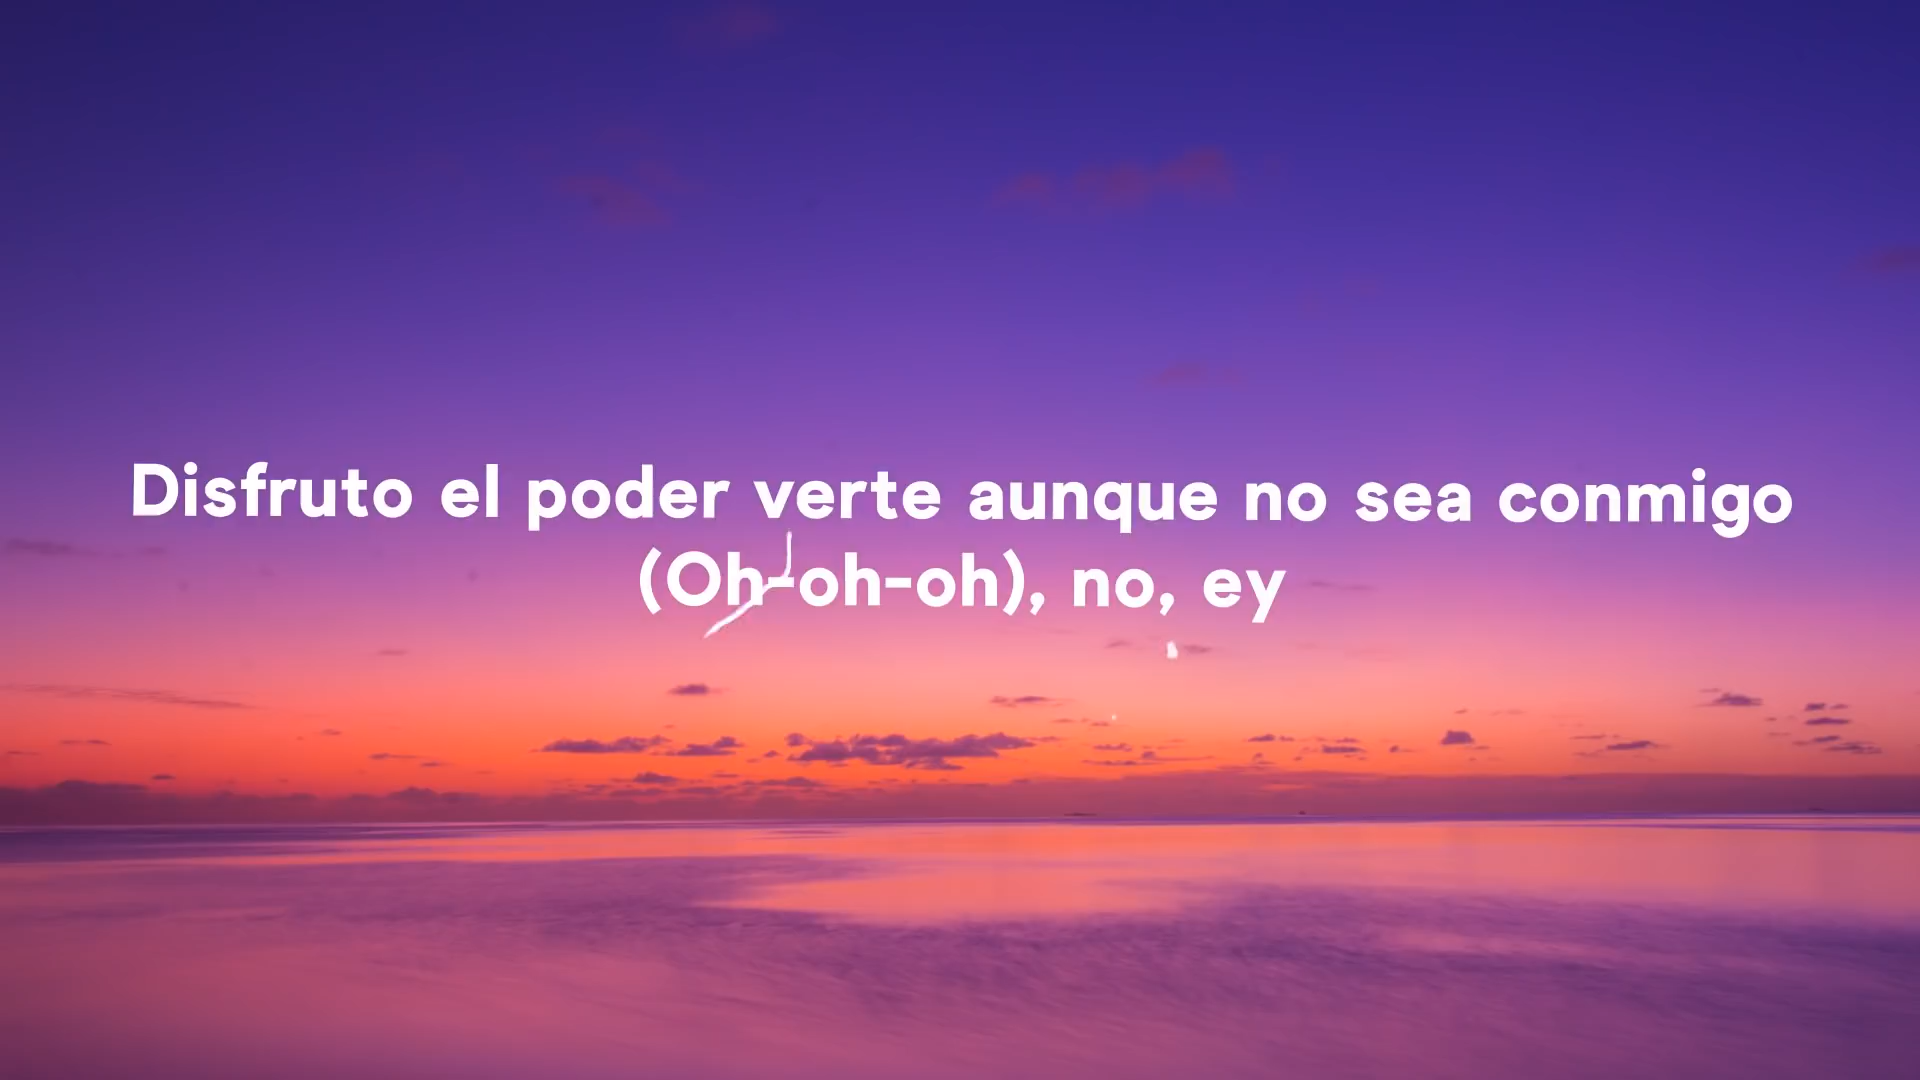 Disfruto el poder verte aunque no sea conmigo
(Oh-oh-oh), no, ey